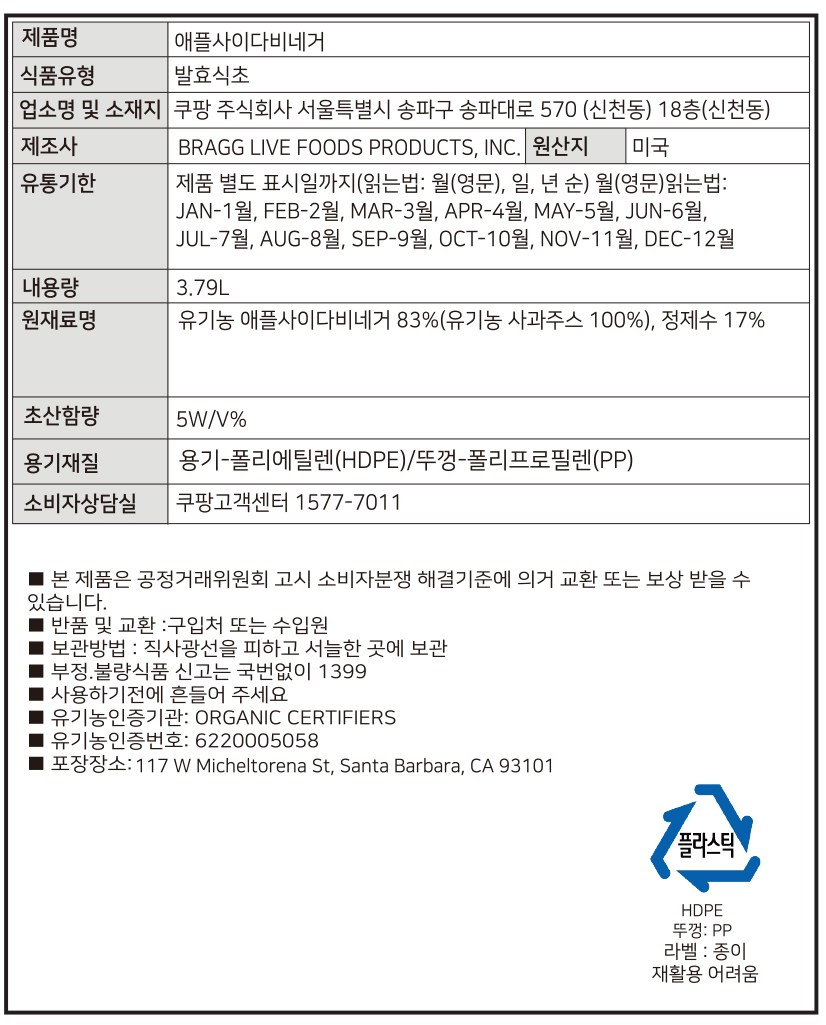 제품명 애플사이다비네거
식품유형 발효식초
업소명 및 소재지 쿠팡 주식회사 서울특별시 송파구 송파대로 570 (신천동) 18층(신천동)
제조사 BRAGG LIVE FOODS PRODUCTS, INC. 원산지 미국
유통기한 제품 별도 표시일까지(읽는법: 월(영문), 일, 년 순) 월(영문)읽는법:
JAN-1월, FEB-2월, MAR-3월, APR-4월, MAY-5월, JUN-6월,
JUL-7월, AUG-8월, SEP-9월, OCT-10월, NOV-11월, DEC-12월
내용량 3.79L
원재료명 유기농 애플사이다비네거 83%(유기농 사과주스 100%), 정제수 17%
초산함량 5W/V%
용기재질 용기-폴리에틸렌(HDPE)/뚜껑-폴리프로필렌(PP)
소비자상담실 쿠팡고객센터 1577-7011
■ 본 제품은 공정거래위원회 고시 소비자분쟁 해결기준에 의거 교환 또는 보상 받을 수
있습니다.
■ 반품 및 교환 :구입처 또는 수입원
■ 보관방법 : 직사광선을 피하고 서늘한 곳에 보관
■ 부정.불량식품 신고는 국번없이 1399
■ 사용하기전에 흔들어 주세요
■ 유기농인증기관: ORGANIC CERTIFIERS
■ 유기농인증번호: 6220005058
■ 포장장소: 117 W Micheltorena St, Santa Barbara, CA 93101
플라스틱
HDPE
뚜껑: PP
라벨 : 종이
재활용 어려움